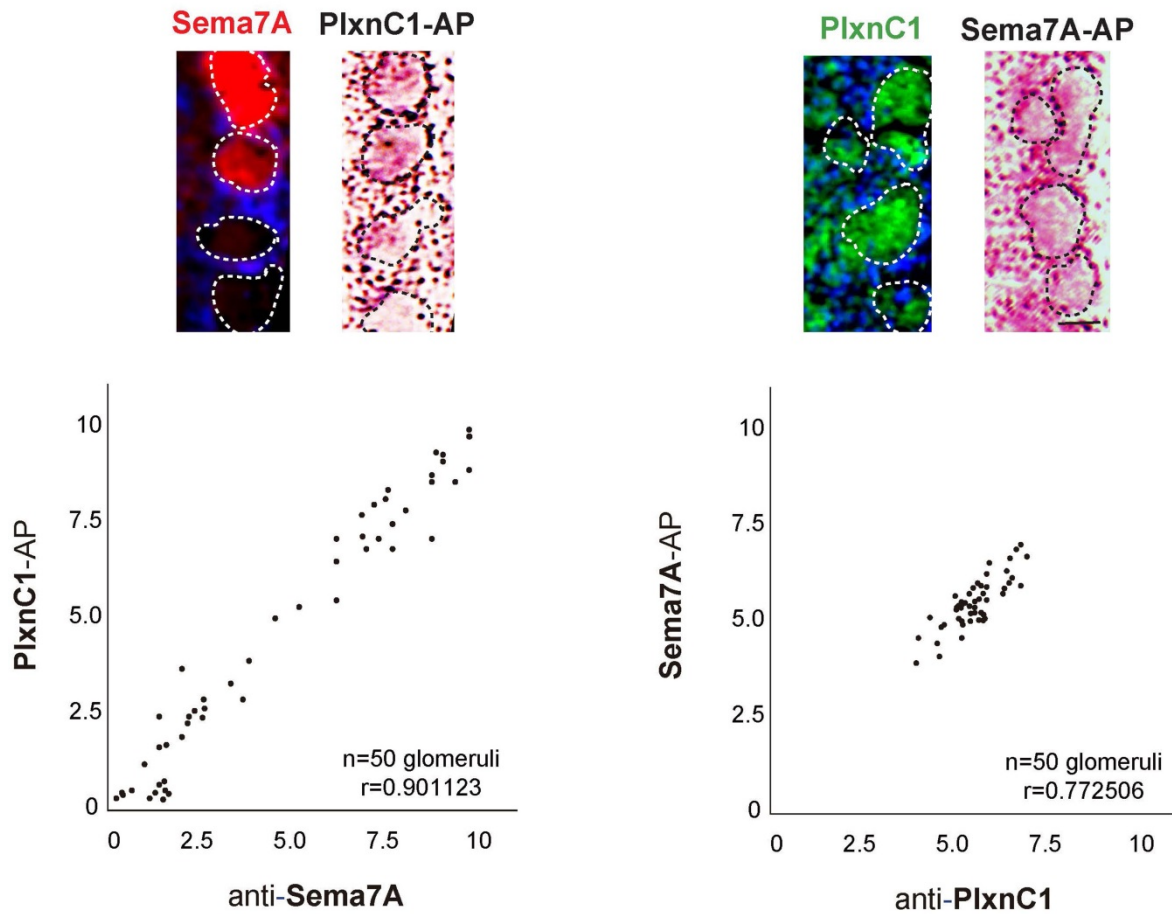 Sema7A PlxnC1-AP
PlxnC1 Sema7A-AP
10
7.5
5.0
2.5
0
PlxnC1-AP
n=50 glomeruli
r=0.901123
0 2.5 5.0 7.5 10
anti-Sema7A
10
7.5
5.0
2.5
0
Sema7A-AP
n=50 glomeruli
r=0.772506
0 2.5 5.0 7.5 10
anti-PlxnC1